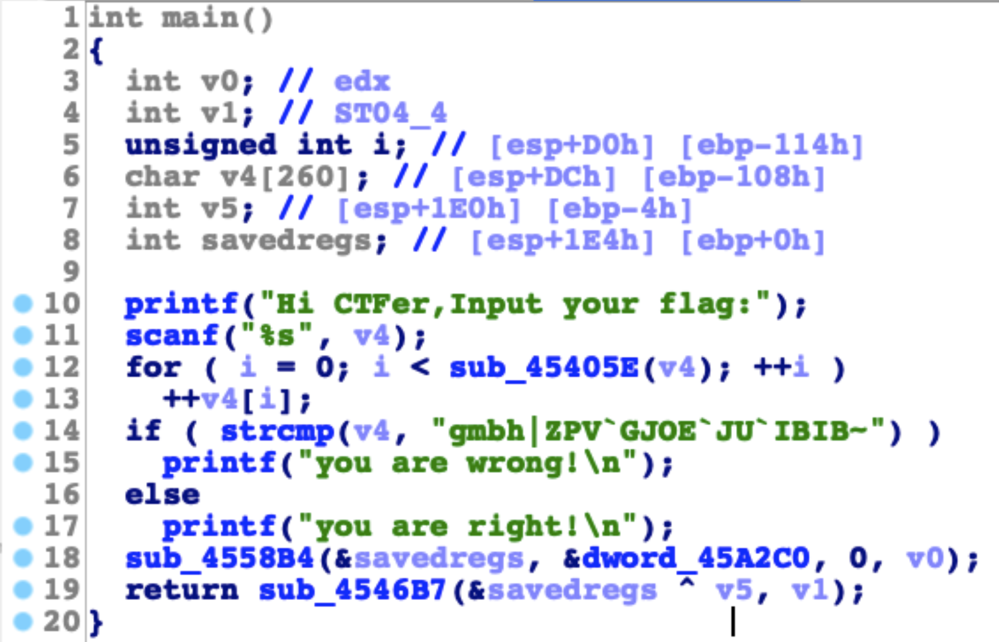 1 int main()
2 {
3   int v0; // edx
4   int v1; // ST04_4
5   unsigned int i; // [esp+D0h] [ebp-114h]
6   char v4[260]; // [esp+DCh] [ebp-108h]
7   int v5; // [esp+1E0h] [ebp-4h]
8   int savedregs; // [esp+1E4h] [ebp+0h]
9
10   printf("Hi CTFer,Input your flag:");
11   scanf("%s", v4);
12   for ( i = 0; i < sub_45405E(v4); ++i )
13     ++v4[i];
14   if ( strcmp(v4, "gmbh|ZPV`GJOE`JU`IBIB~") )
15     printf("you are wrong!\n");
16   else
17     printf("you are right!\n");
18   sub_4558B4(&savedregs, &dword_45A2C0, 0, v0);
19   return sub_4546B7(&savedregs ^ v5, v1);
20 }